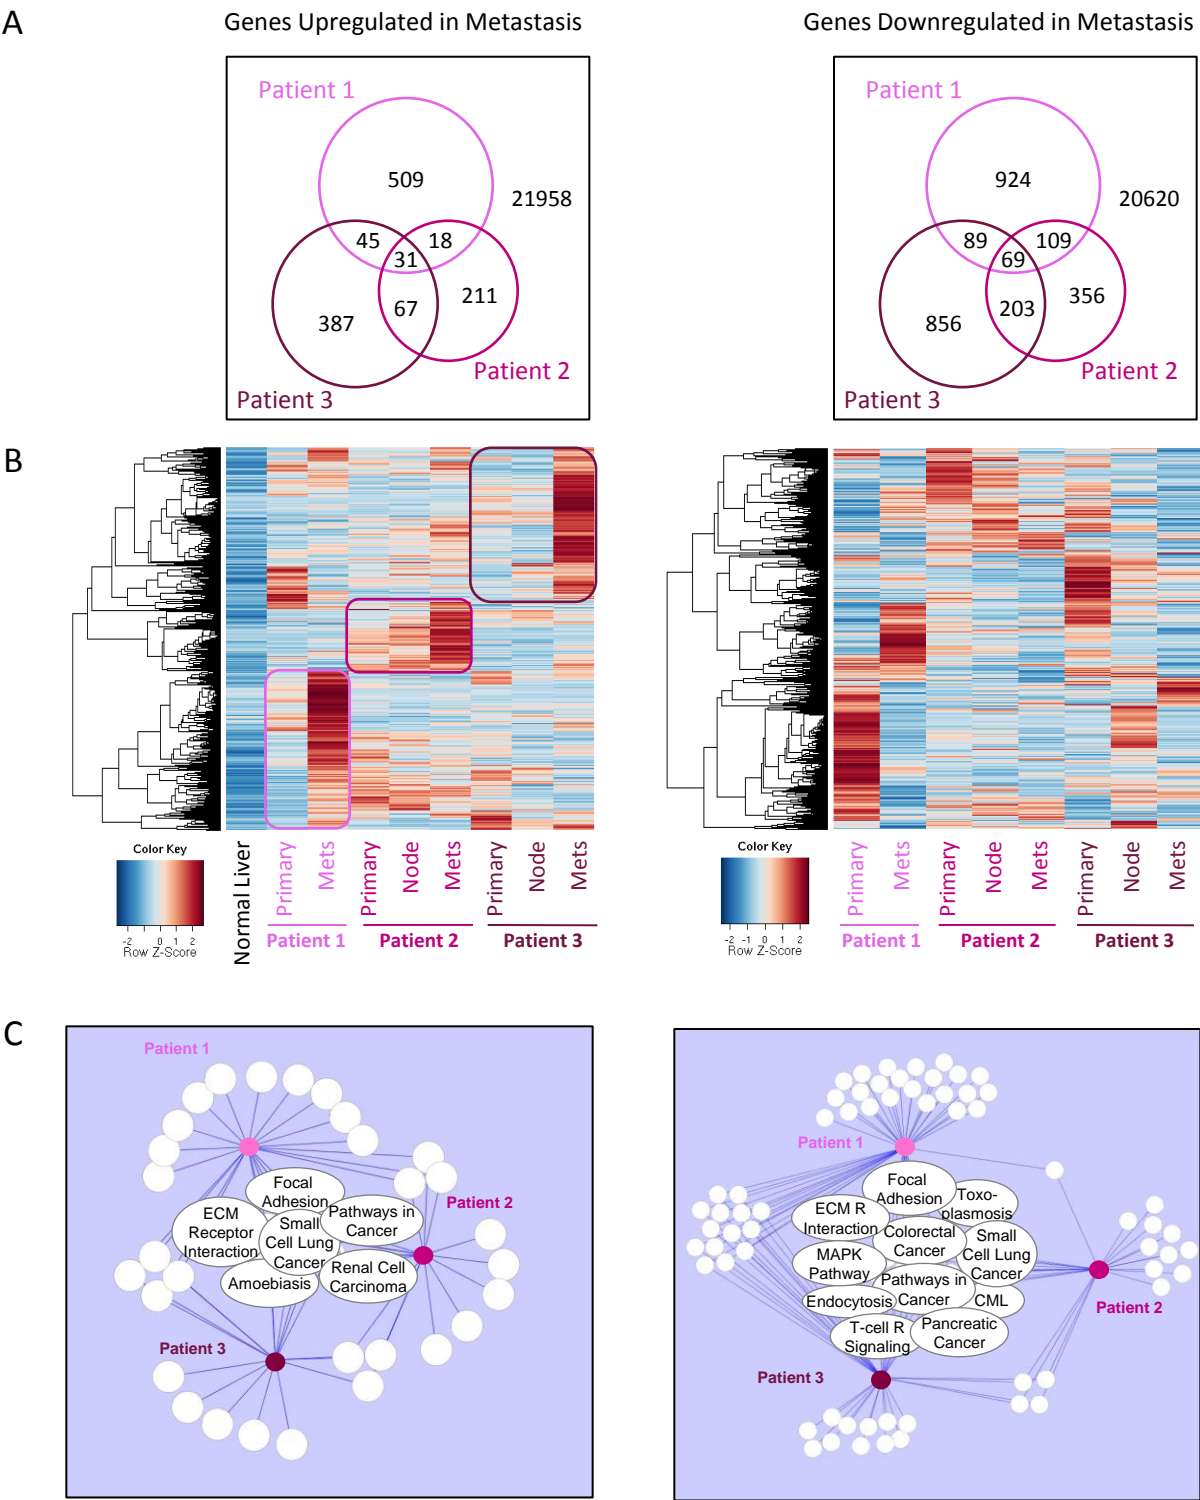 A
Genes Upregulated in Metastasis
Genes Downregulated in Metastasis
Patient 1
509
21958
45
18
31
67
211
387
Patient 2
Patient 3
Patient 1
924
20620
89
109
69
203
356
856
Patient 2
Patient 3
B
Color Key
-2
0
1
2
Row Z-Score
Normal Liver
Primary
Mets
Primary
Node
Mets
Primary
Node
Mets
Patient 1
Patient 2
Patient 3
Color Key
-2
-1
0
1
2
Row Z-Score
Primary
Mets
Primary
Node
Mets
Primary
Node
Mets
Patient 1
Patient 2
Patient 3
C
Patient 1
Patient 2
Patient 3
Focal
Adhesion
ECM
Receptor
Interaction
Small
Cell Lung
Cancer
Pathways in
Cancer
Amoebiasis
Renal Cell
Carcinoma
Patient 1
Patient 2
Patient 3
Focal
Adhesion
Toxo-
plasmosis
ECM R
Interaction
Colorectal
Cancer
Small
Cell Lung
Cancer
MAPK
Pathway
Pathways in
Cancer
Endocytosis
CML
T-cell R
Signaling
Pancreatic
Cancer